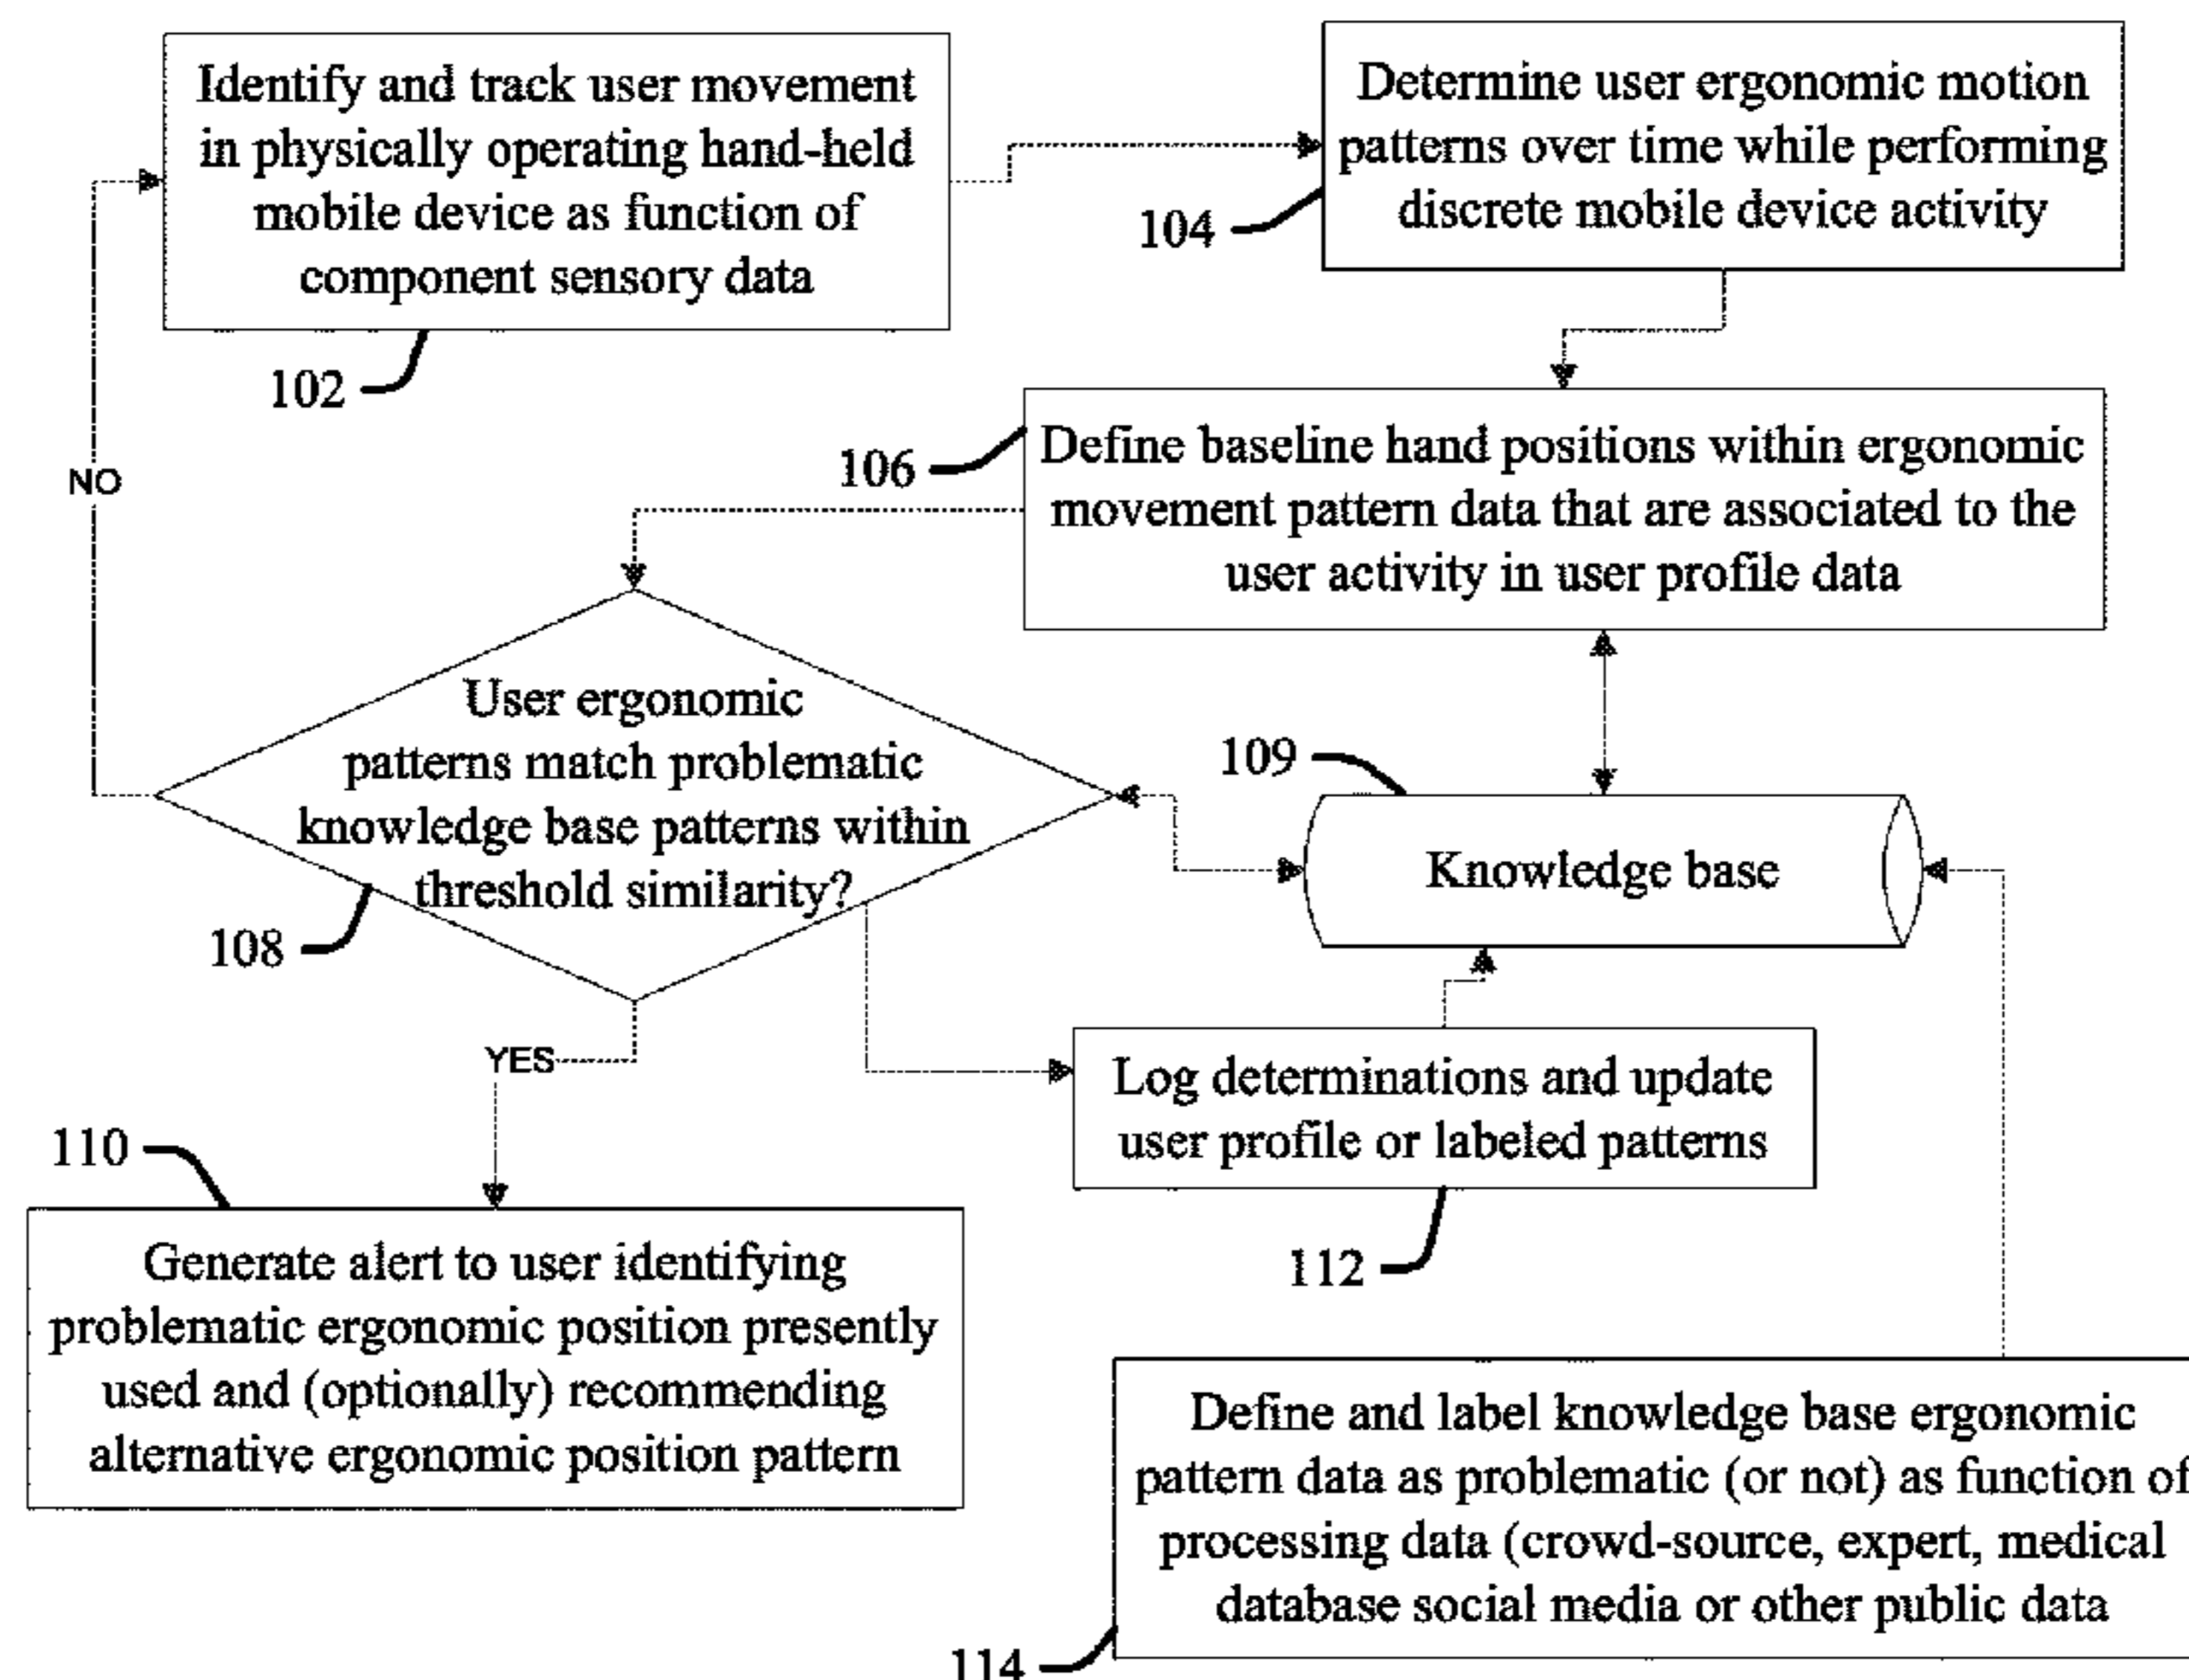 Identify and track user movement
in physically operating hand-held
mobile device as function of
component sensory data
102
Determine user ergonomic motion
patterns over time while performing
discrete mobile device activity
104
Define baseline hand positions within ergonomic
movement pattern data that are associated to the
user activity in user profile data
106
NO
User ergonomic
patterns match problematic
knowledge base patterns within
threshold similarity?
108
109
Knowledge base
YES
Log determinations and update
user profile or labeled patterns
112
110
Generate alert to user identifying
problematic ergonomic position presently
used and (optionally) recommending
alternative ergonomic position pattern
Define and label knowledge base ergonomic
pattern data as problematic (or not) as function of
processing data (crowd-source, expert, medical
database social media or other public data
114